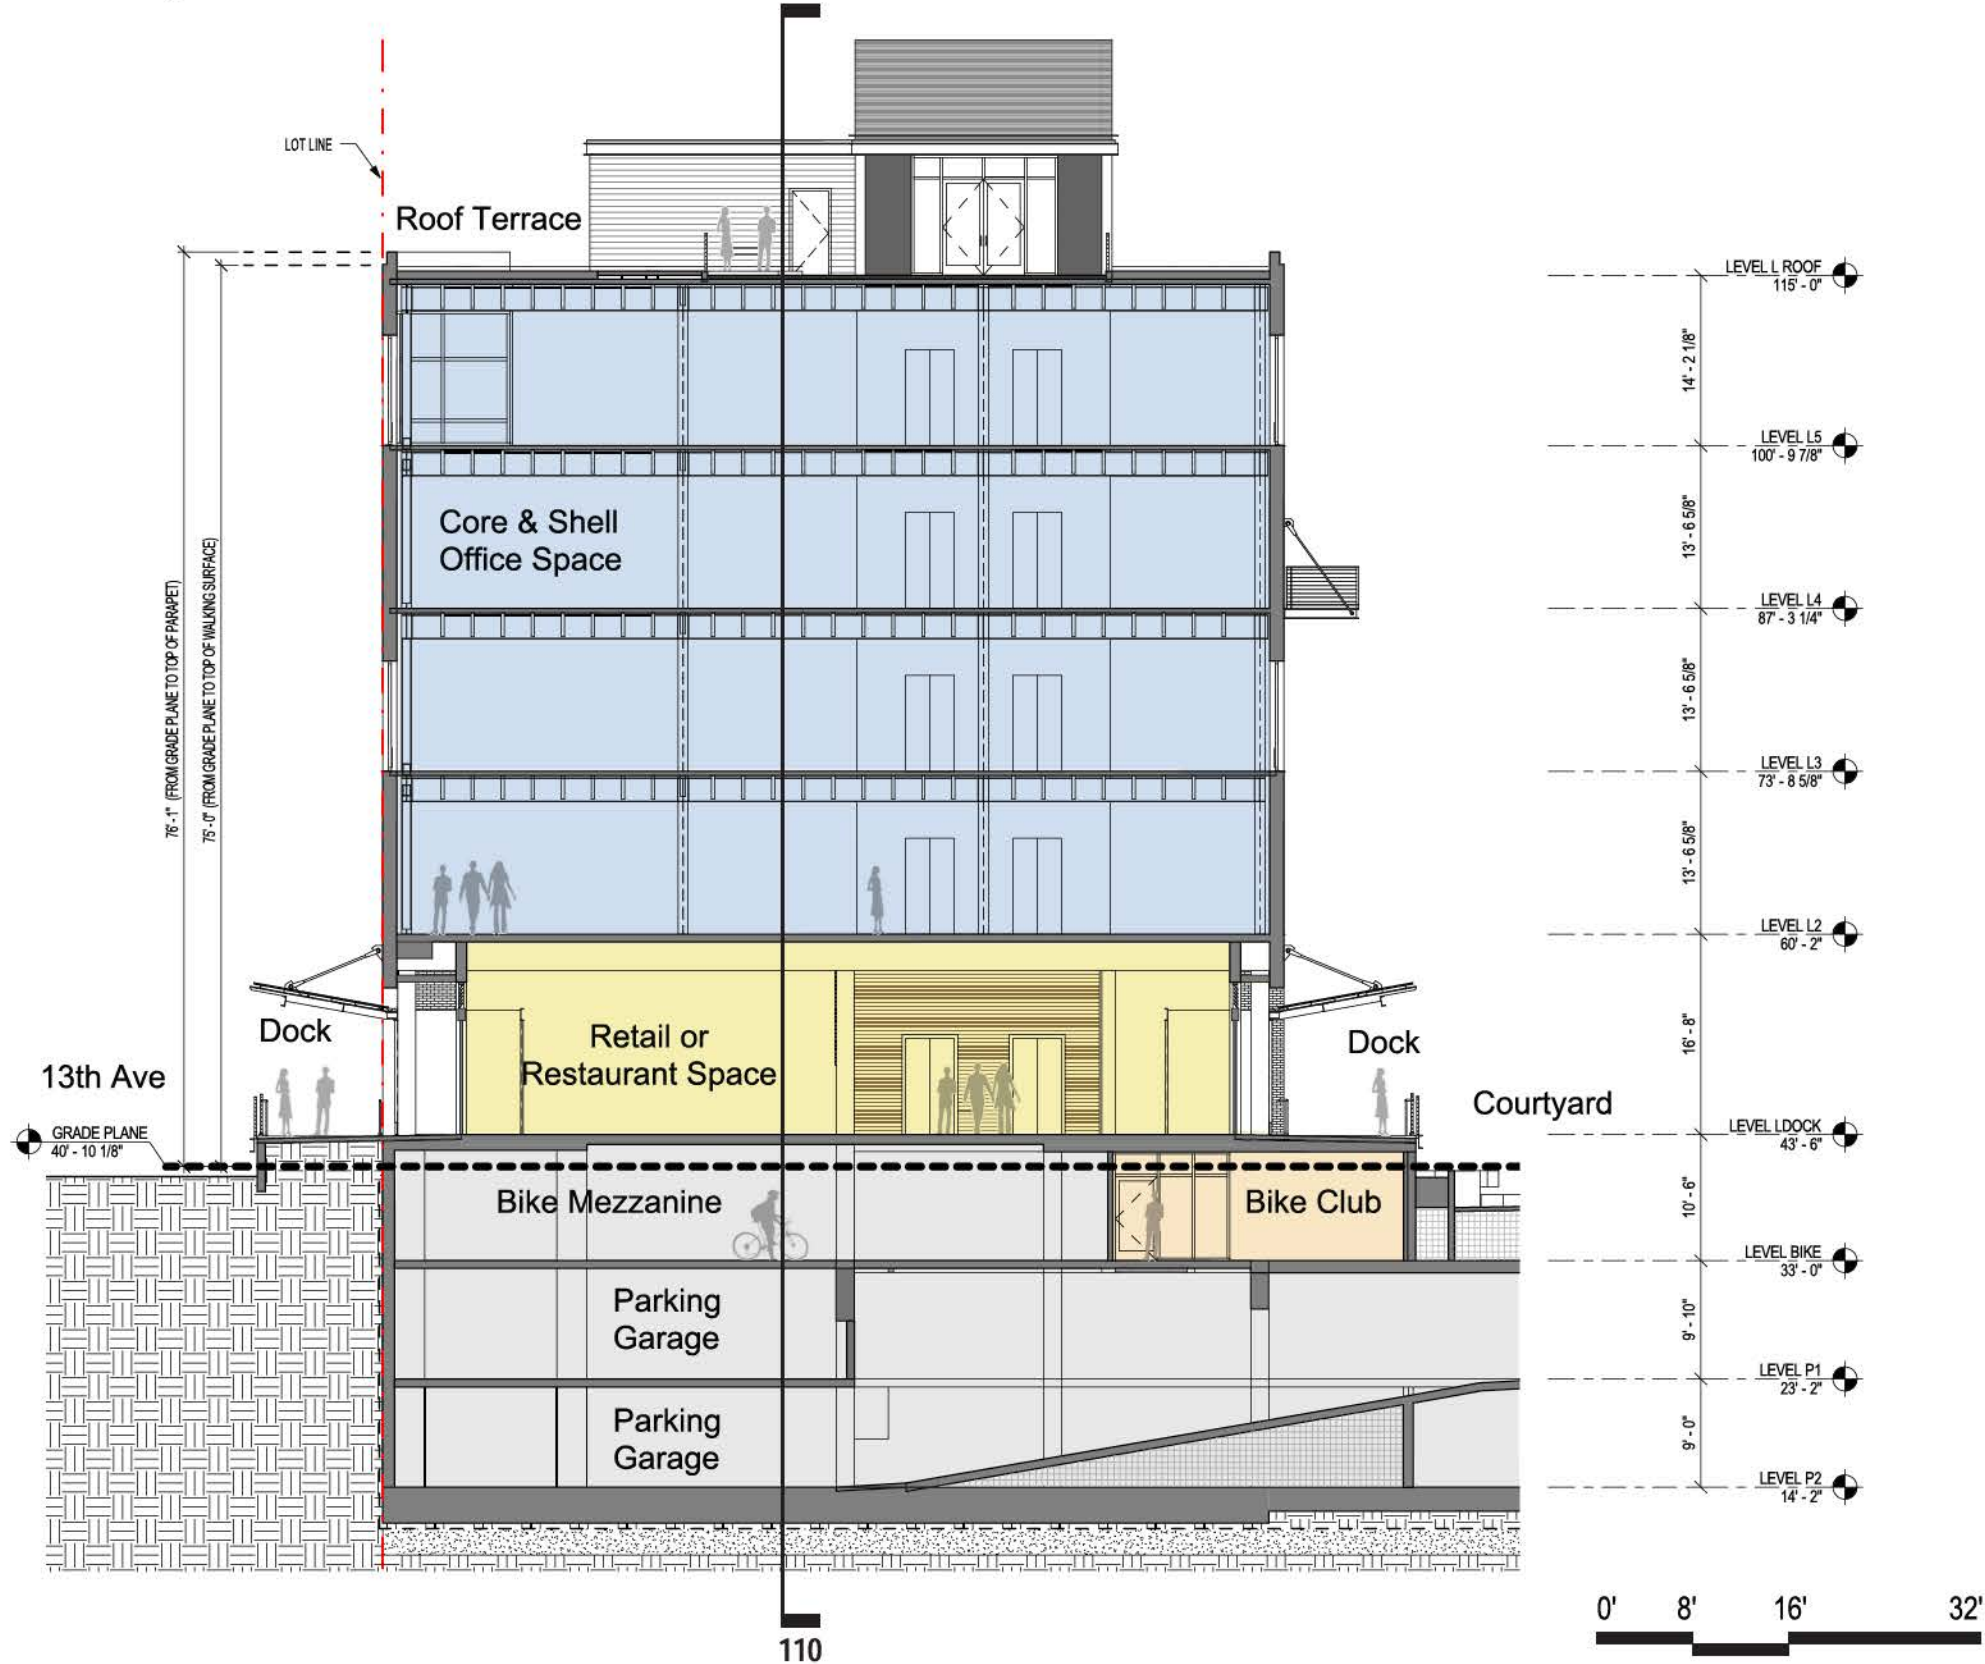 LOT LINE
Roof Terrace
LEVEL L ROOF
115' - 0"
14' - 2 1/8"
LEVEL L5
100' - 9 7/8"
Core & Shell
Office Space
13' - 6 5/8"
LEVEL L4
87' - 3 1/4"
76'-1" (FROM GRADE PLANE TO TOP OF PARAPET)
75'-0" (FROM GRADE PLANE TO TOP OF WALKING SURFACE)
13' - 6 5/8"
LEVEL L3
73' - 8 5/8"
13' - 6 5/8"
LEVEL L2
60' - 2"
Dock
Retail or
Restaurant Space
Dock
16' - 8"
13th Ave
Courtyard
GRADE PLANE
40' - 10 1/8"
LEVEL LDOCK
43' - 6"
Bike Mezzanine
Bike Club
10' - 6"
LEVEL BIKE
33' - 0"
Parking
Garage
9' - 10"
LEVEL P1
23' - 2"
Parking
Garage
9' - 0"
LEVEL P2
14' - 2"
0' 8' 16' 32'
110